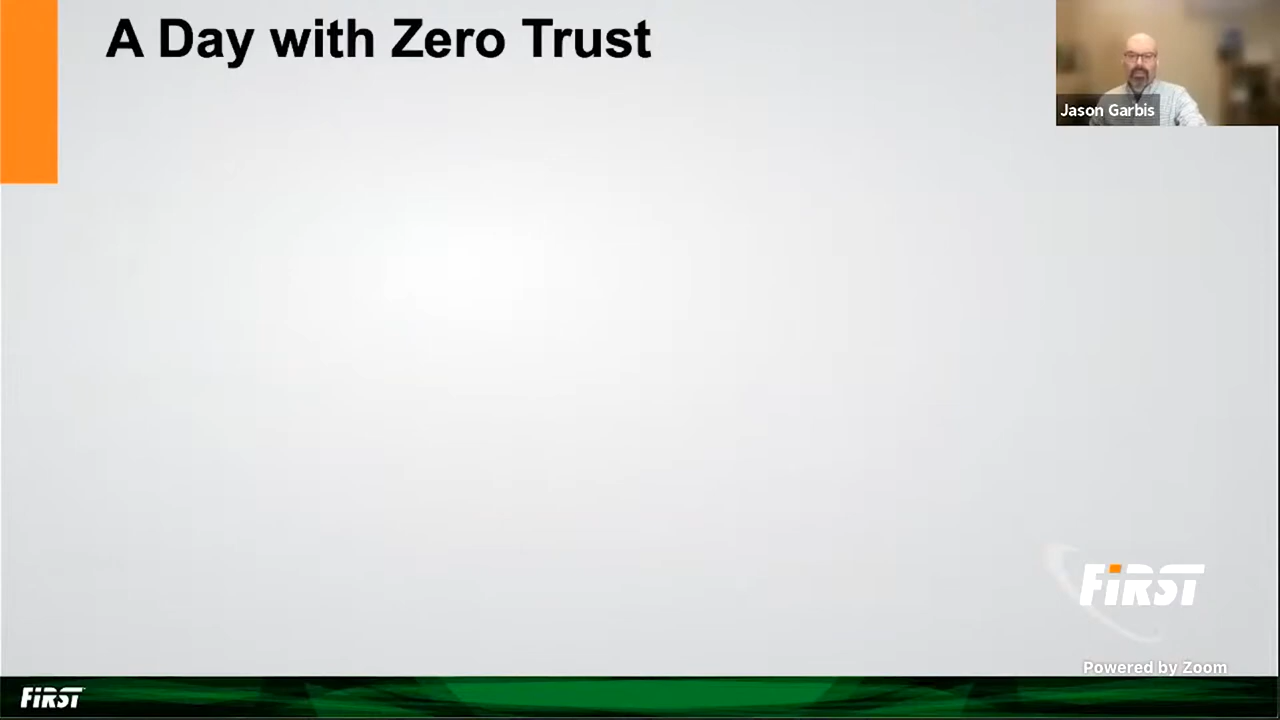 A Day with Zero Trust
Jason Garbis
FiRST
Powered by Zoom
FiRST